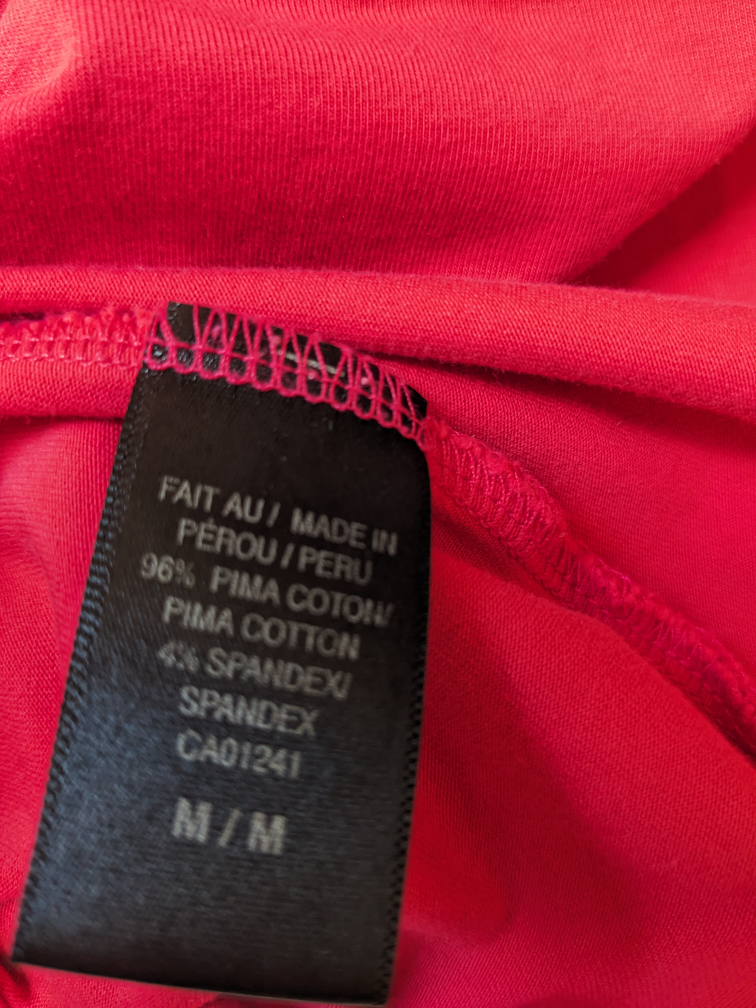 FAIT AU / MADE IN
PÉROU / PERU
96% PIMA COTON/
PIMA COTTON
4% SPANDEX/
SPANDEX
CA01241
M / M